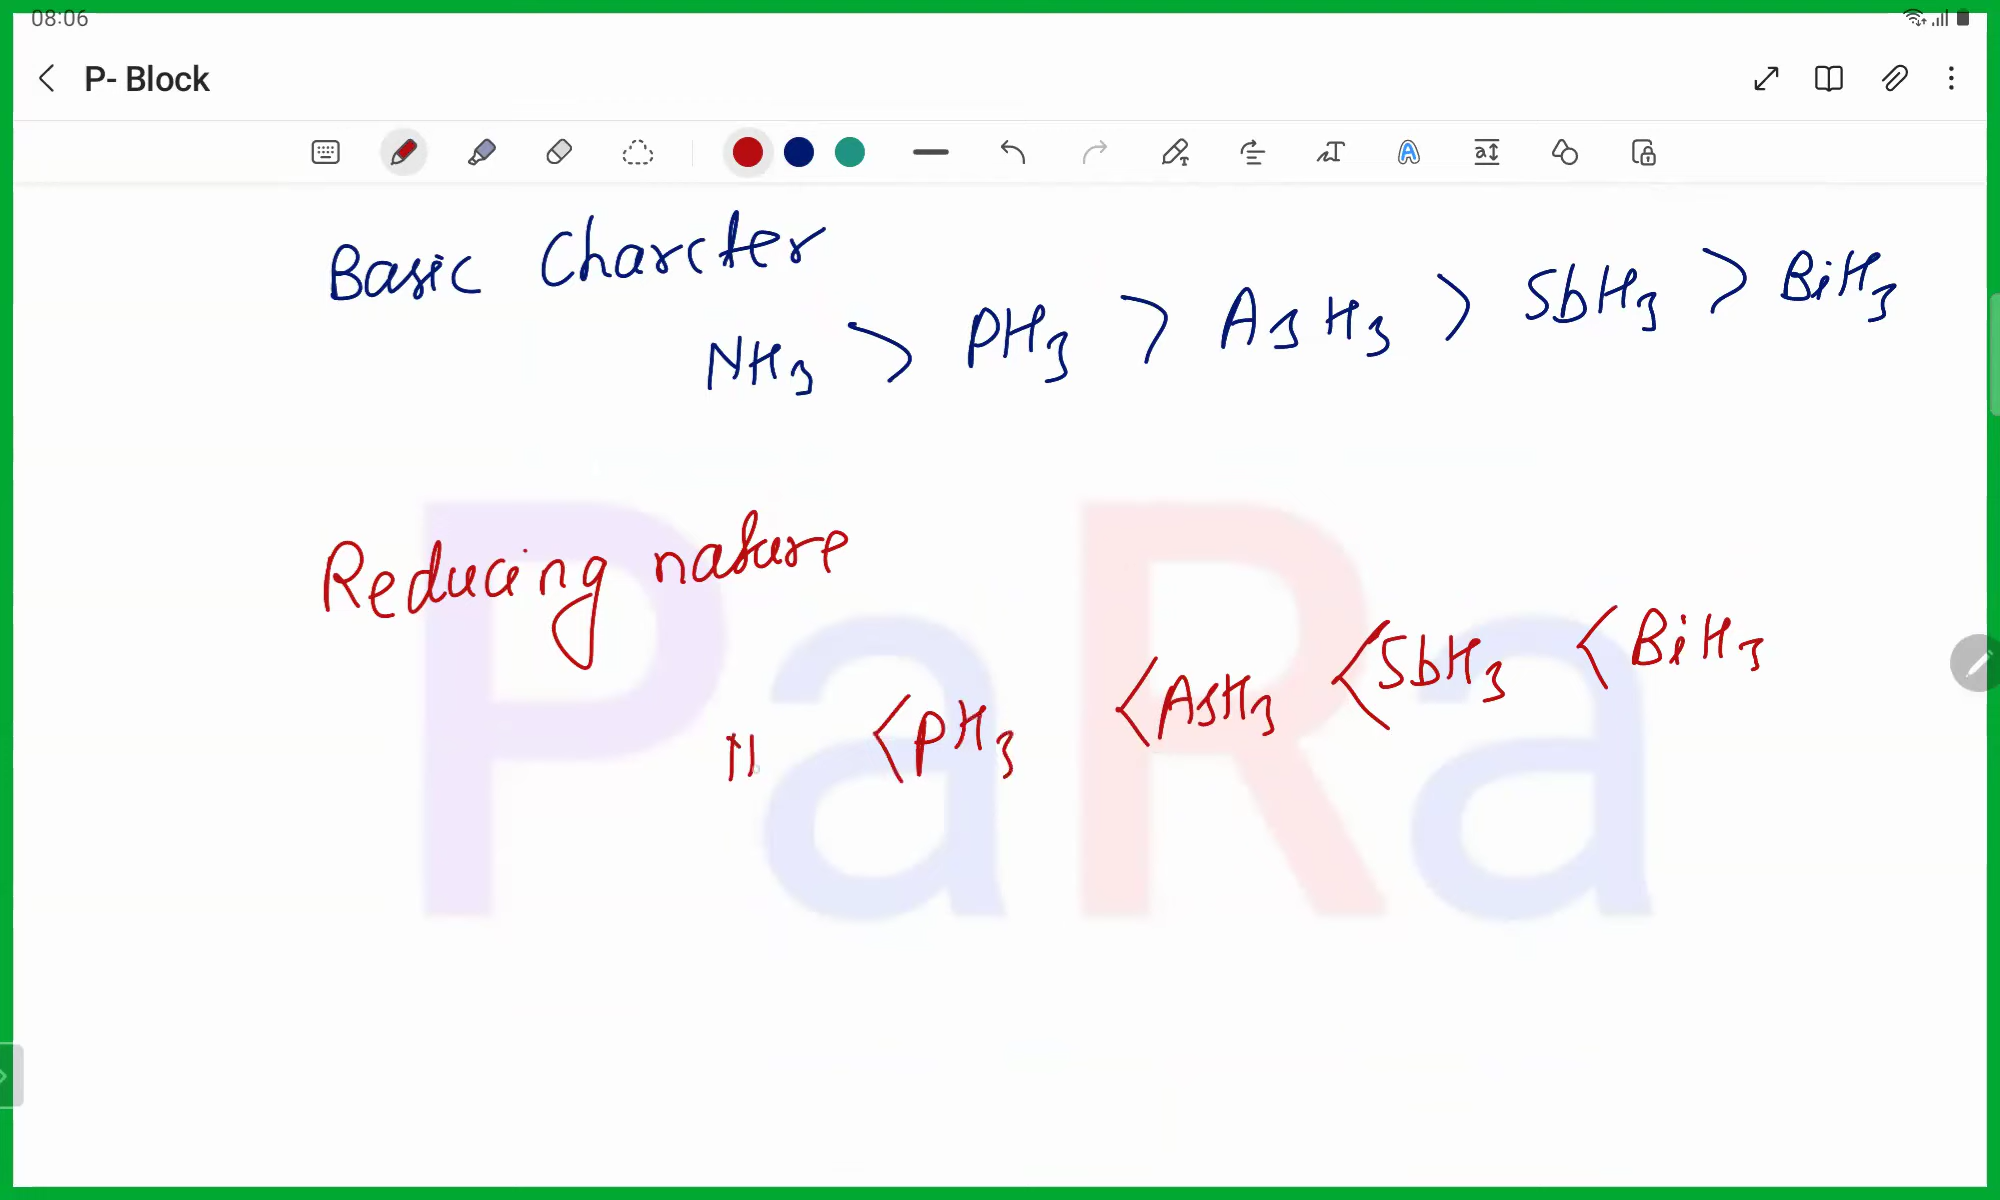 08:06
P- Block
Basic Charcter
NH3 > PH3 > AsH3 > SbH3 > BiH3
Reducing nature
< PH3 < AsH3 < SbH3 < BiH3
PaRa